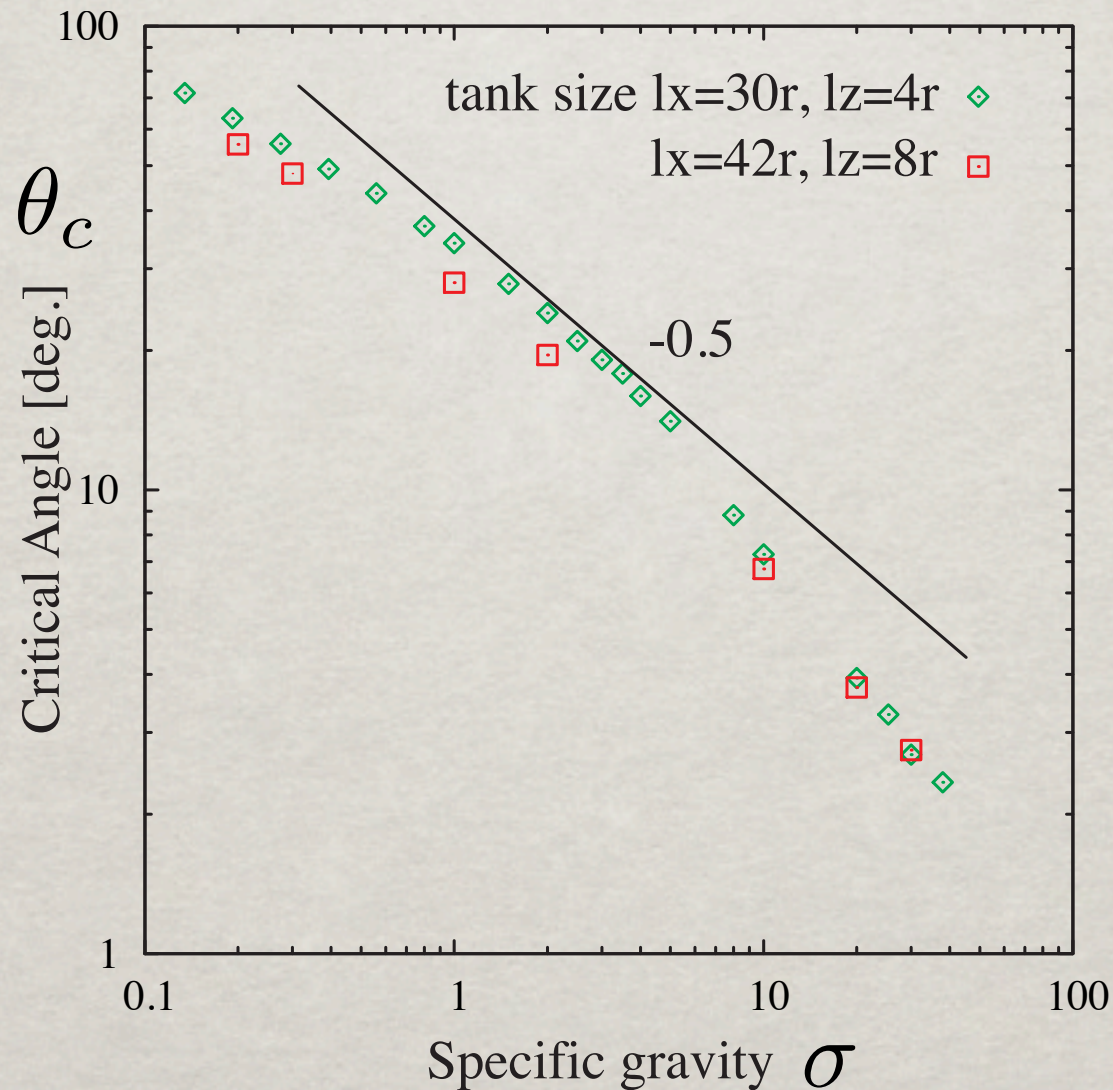 100
tank size lx=30r, lz=4r
lx=42r, lz=8r
θc
Critical Angle [deg.]
-0.5
10
1
0.1 1 10 100
Specific gravity σ